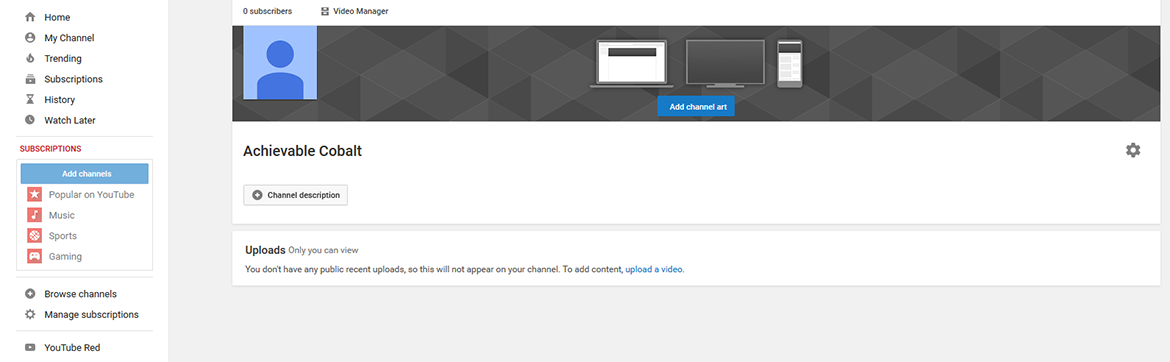 Home
My Channel
Trending
Subscriptions
History
Watch Later
SUBSCRIPTIONS
Add channels
Popular on YouTube
Music
Sports
Gaming
Browse channels
Manage subscriptions
YouTube Red
0 subscribers Video Manager
Add channel art
Achievable Cobalt
Channel description
Uploads Only you can view
You don't have any public recent uploads, so this will not appear on your channel. To add content, upload a video.